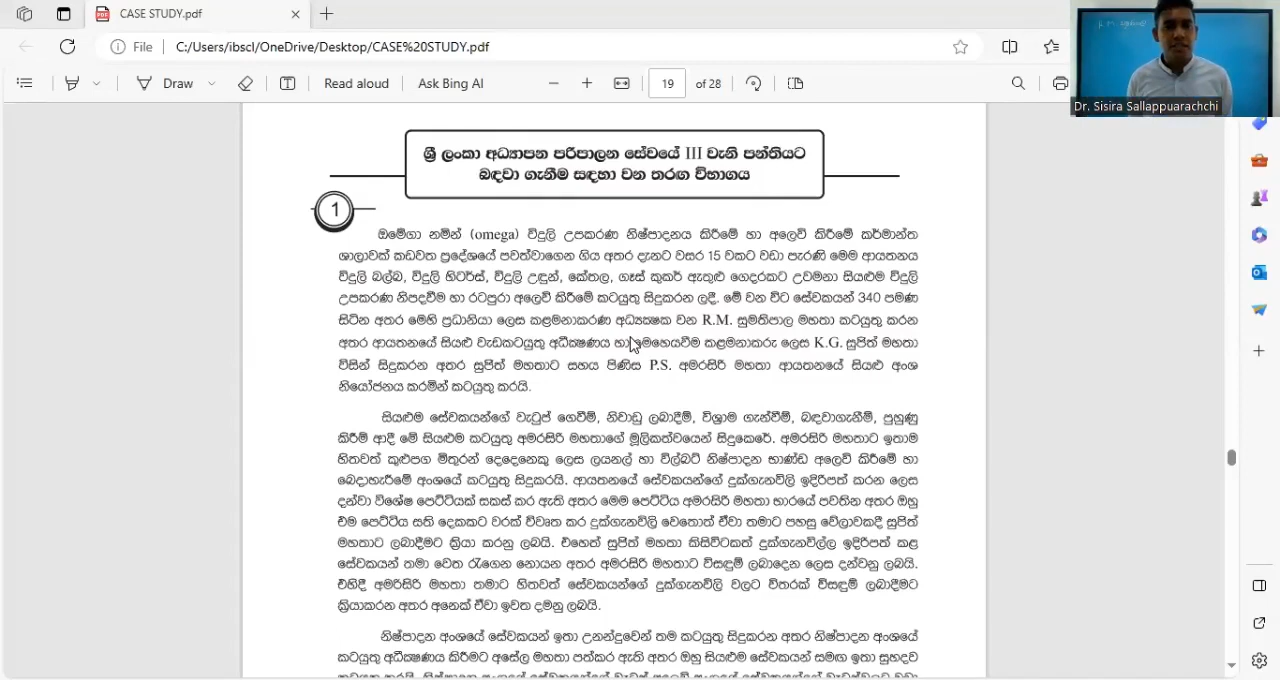 CASE STUDY.pdf
File C:/Users/ibscl/OneDrive/Desktop/CASE%20STUDY.pdf
Draw Read aloud Ask Bing AI 19 of 28
Dr. Sisira Sallappuarachchi
ශ්‍රී ලංකා අධ්‍යාපන පරිපාලන සේවයේ III වැනි පන්තියට
බඳවා ගැනීම සඳහා වන තරඟ විභාගය
1
ඔමේගා නමින් (omega) විදුලි උපකරණ නිෂ්පාදනය කිරීමේ හා අලෙවි කිරීමේ කර්මාන්ත
ශාලාවක් කඩවත ප්‍රදේශයේ පවත්වාගෙන ගිය අතර දැනට වසර 15 වකට වඩා පැරණි මෙම ආයතනය
විදුලි බල්බ, විදුලි හීටර්ස්, විදුලි උඳුන්, කේතල, ගෑස් කුකර් ඇතුළු ගෙදරකට උවමනා සියළුම විදුලි
උපකරණ නිපදවීම හා රටපුරා අලෙවි කිරීමේ කටයුතු සිදුකරන ලදී. මේ වන විට සේවකයන් 340 පමණ
සිටින අතර මෙහි ප්‍රධානියා ලෙස කළමනාකරණ අධ්‍යක්ෂක වන R.M. සුමතිපාල මහතා කටයුතු කරන
අතර ආයතනයේ සියළු වැඩකටයුතු අධීක්ෂණය හා මෙහෙයවීම කළමනාකරු ලෙස K.G. සුජිත් මහතා
විසින් සිදුකරන අතර සුජිත් මහතාට සහය පිණිස P.S. අමරසිරි මහතා ආයතනයේ සියළු අංශ
නියෝජනය කරමින් කටයුතු කරයි.
සියළුම සේවකයන්ගේ වැටුප් ගෙවීම්, නිවාඩු ලබාදීම්, විශ්‍රාම ගැන්වීම්, බඳවාගැනීම්, පුහුණු
කිරීම් ආදී මේ සියළුම කටයුතු අමරසිරි මහතාගේ මූලිකත්වයෙන් සිදුකෙරේ. අමරසිරි මහතාට ඉතාම
හිතවත් කුළුපග මිතුරන් දෙදෙනෙකු ලෙස ලයනල් හා විල්බට් නිෂ්පාදන භාණ්ඩ අලෙවි කිරීමේ හා
බෙදාහැරීමේ අංශයේ කටයුතු සිදුකරයි. ආයතනයේ සේවකයන්ගේ දුක්ගැනවිලි ඉදිරිපත් කරන ලෙස
දන්වා විශේෂ පෙට්ටියක් සකස් කර ඇති අතර මෙම පෙට්ටිය අමරසිරි මහතා භාරයේ පවතින අතර ඔහු
එම පෙට්ටිය සති දෙකකට වරක් විවෘත කර දුක්ගැනවිලි වෙතොත් ඒවා තමාට පහසු වේලාවකදී සුජිත්
මහතාට ලබාදීමට ක්‍රියා කරනු ලබයි. එහෙත් සුජිත් මහතා කිසිවිටකත් දුක්ගැනවිල්ල ඉදිරිපත් කළ
සේවකයන් තමා වෙත රැගෙන නොයන අතර අමරසිරි මහතාට විසඳුම් ලබාදෙන ලෙස දන්වනු ලබයි.
එහිදී අමරිසිරි මහතා තමාට හිතවත් සේවකයන්ගේ දුක්ගැනවිලි වලට විතරක් විසඳුම් ලබාදීමට
ක්‍රියාකරන අතර අනෙක් ඒවා ඉවත දමනු ලබයි.
නිෂ්පාදන අංශයේ සේවකයන් ඉතා උනන්දුවෙන් තම කටයුතු සිදුකරන අතර නිෂ්පාදන අංශයේ
කටයුතු අධීක්ෂණය කිරීමට අසේල මහතා පත්කර ඇති අතර ඔහු සියළුම සේවකයන් සමඟ ඉතා සුහදව